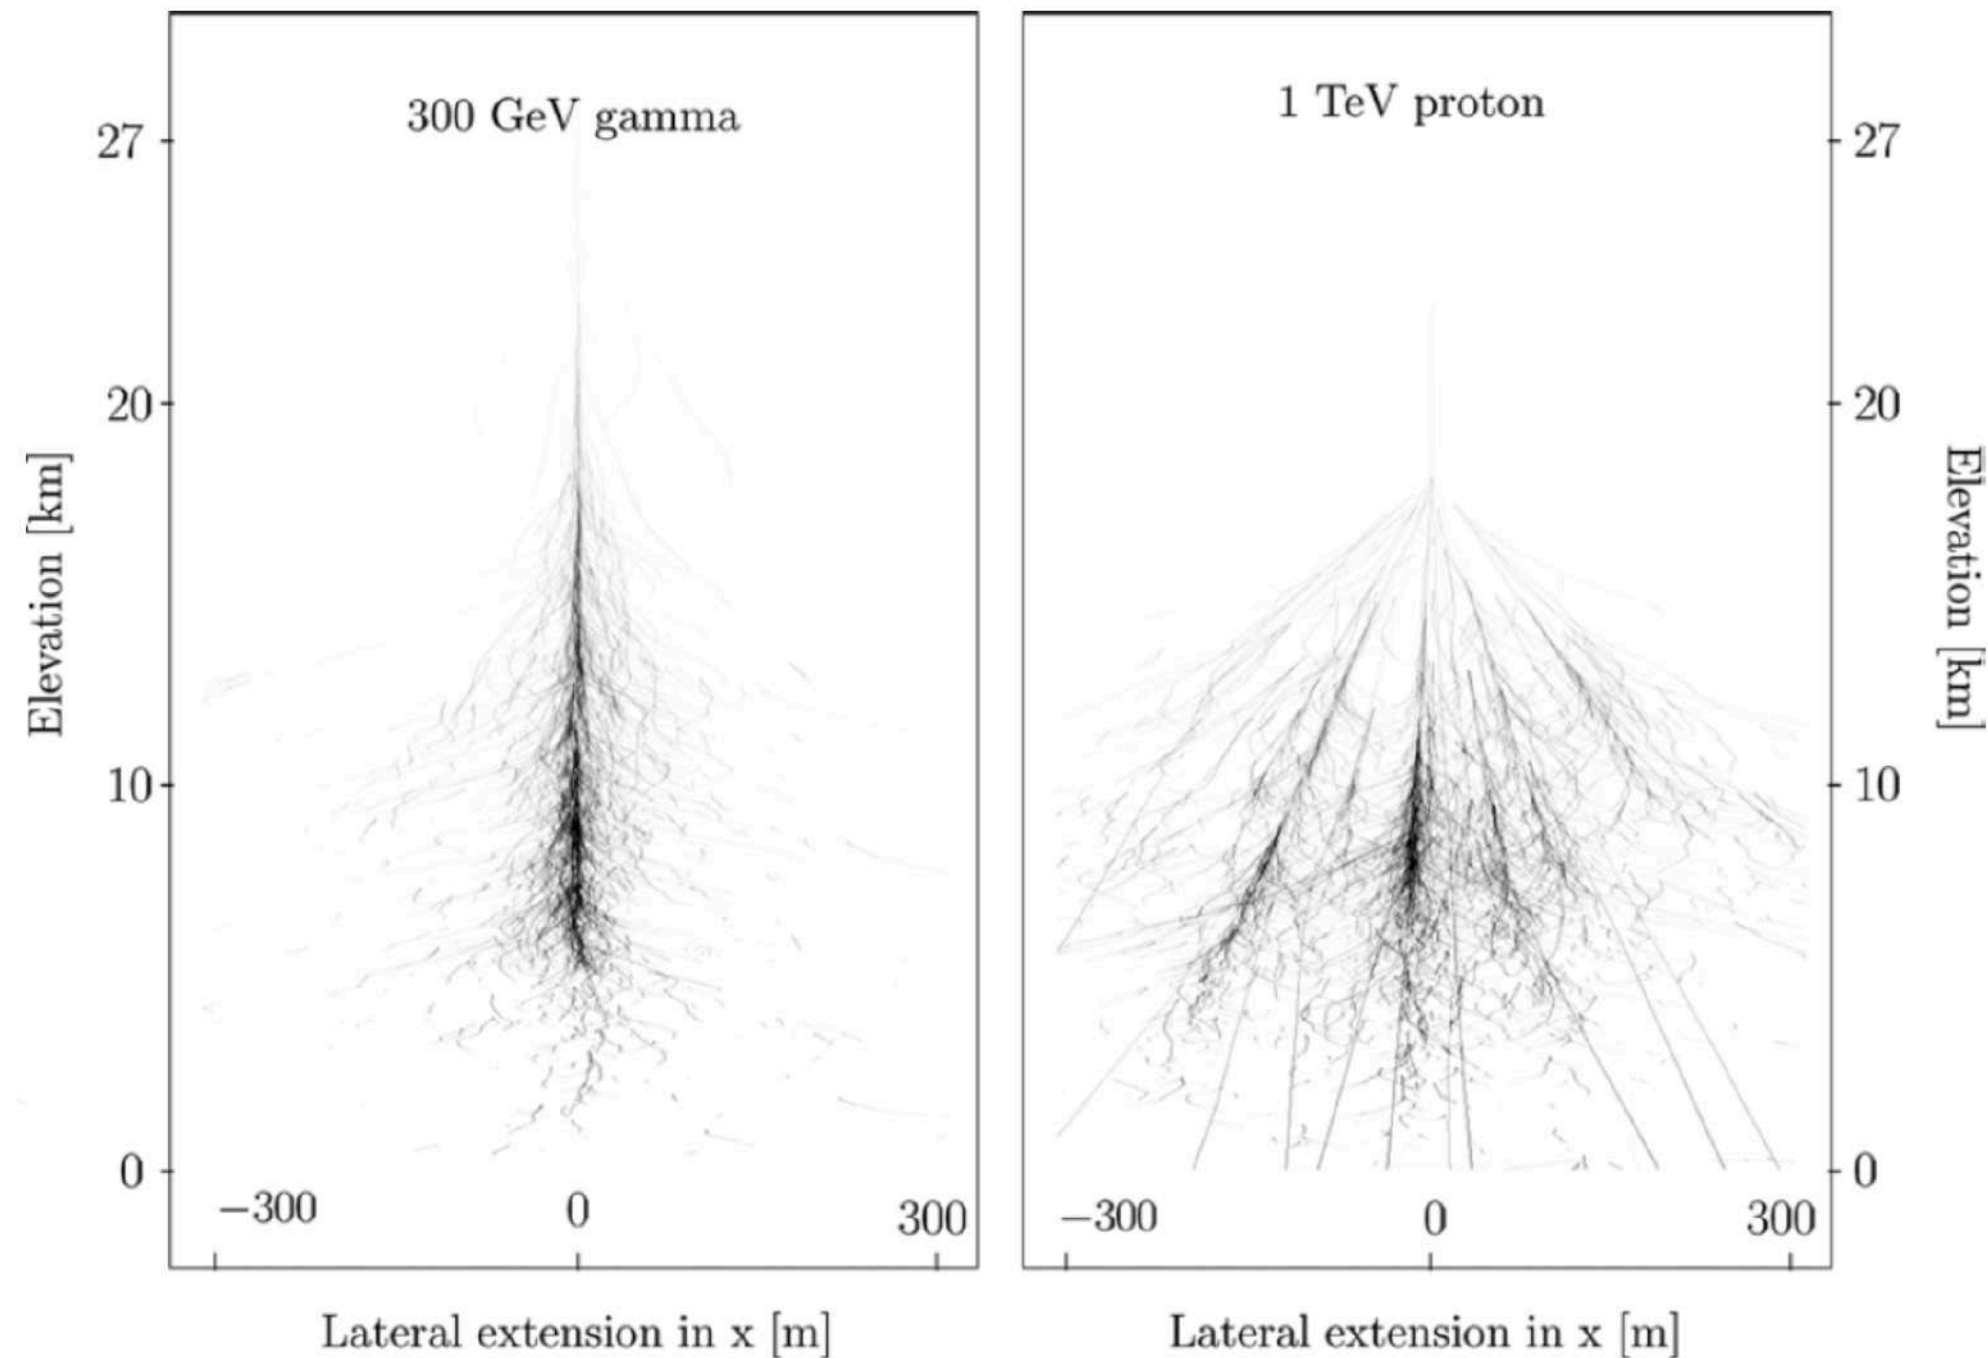 300 GeV gamma
27
20
10
0
Elevation [km]
−300
0
300
Lateral extension in x [m]
1 TeV proton
27
20
10
0
Elevation [km]
−300
0
300
Lateral extension in x [m]